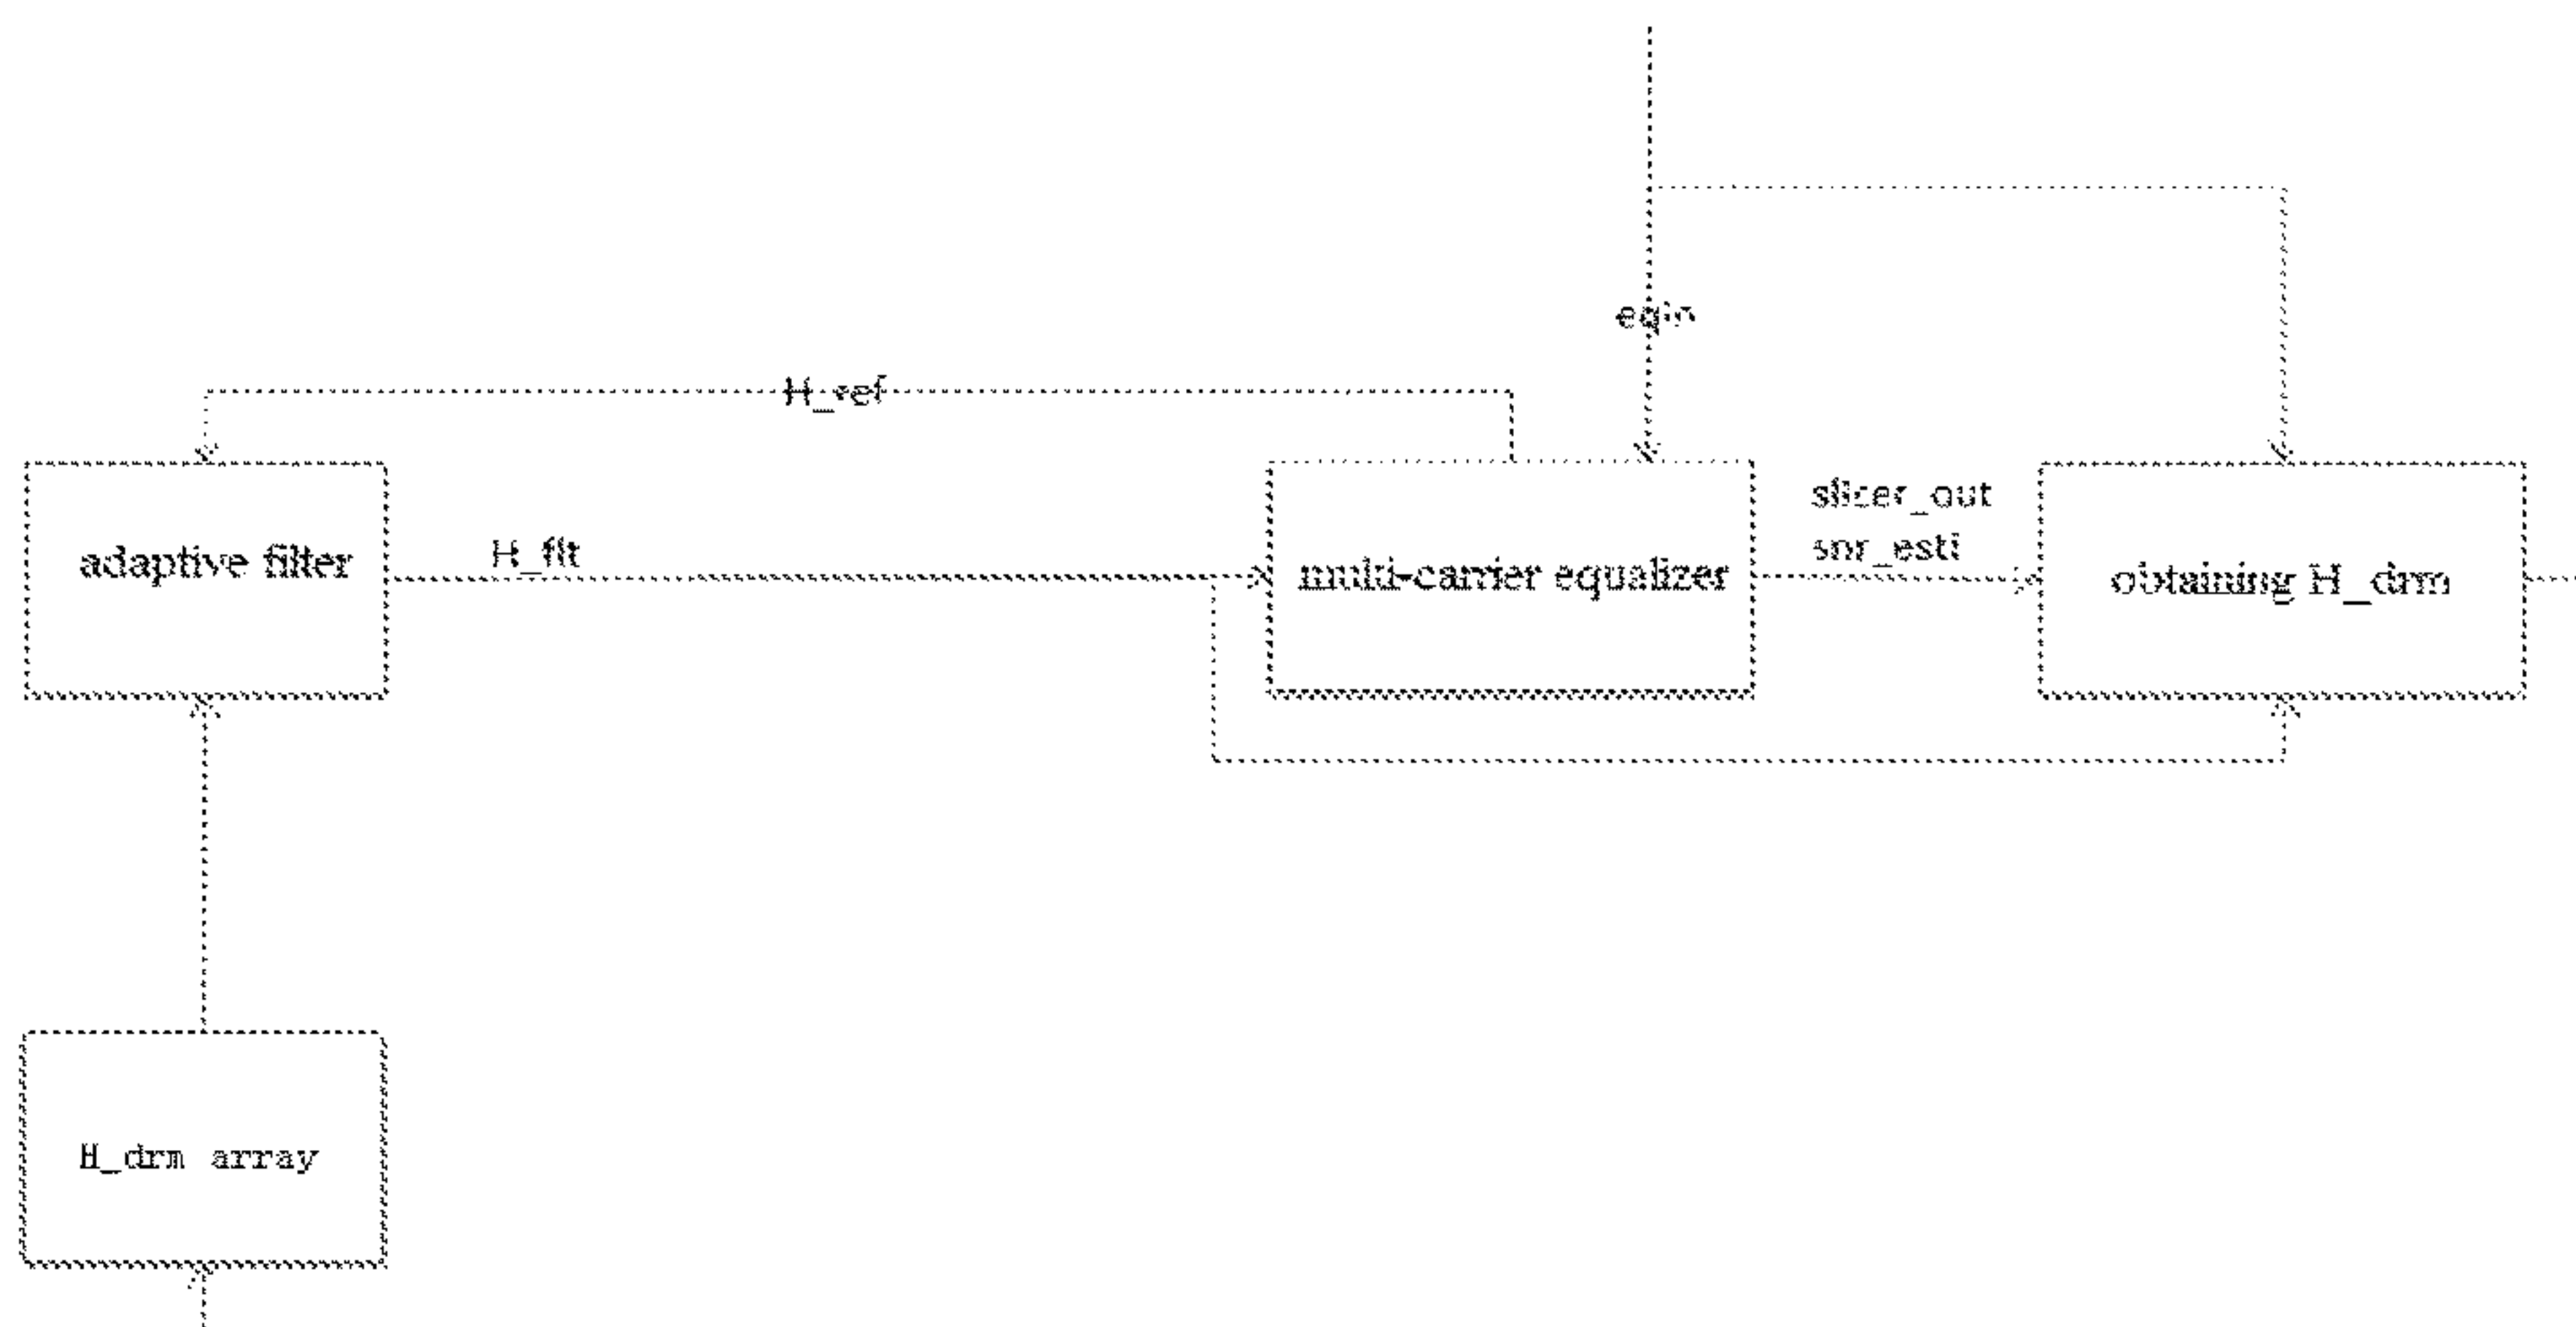 eqin
H_ref
slicer_out
snr_esti
H_flt
adaptive filter
multi-carrier equalizer
obtaining H_drm
H_drm array